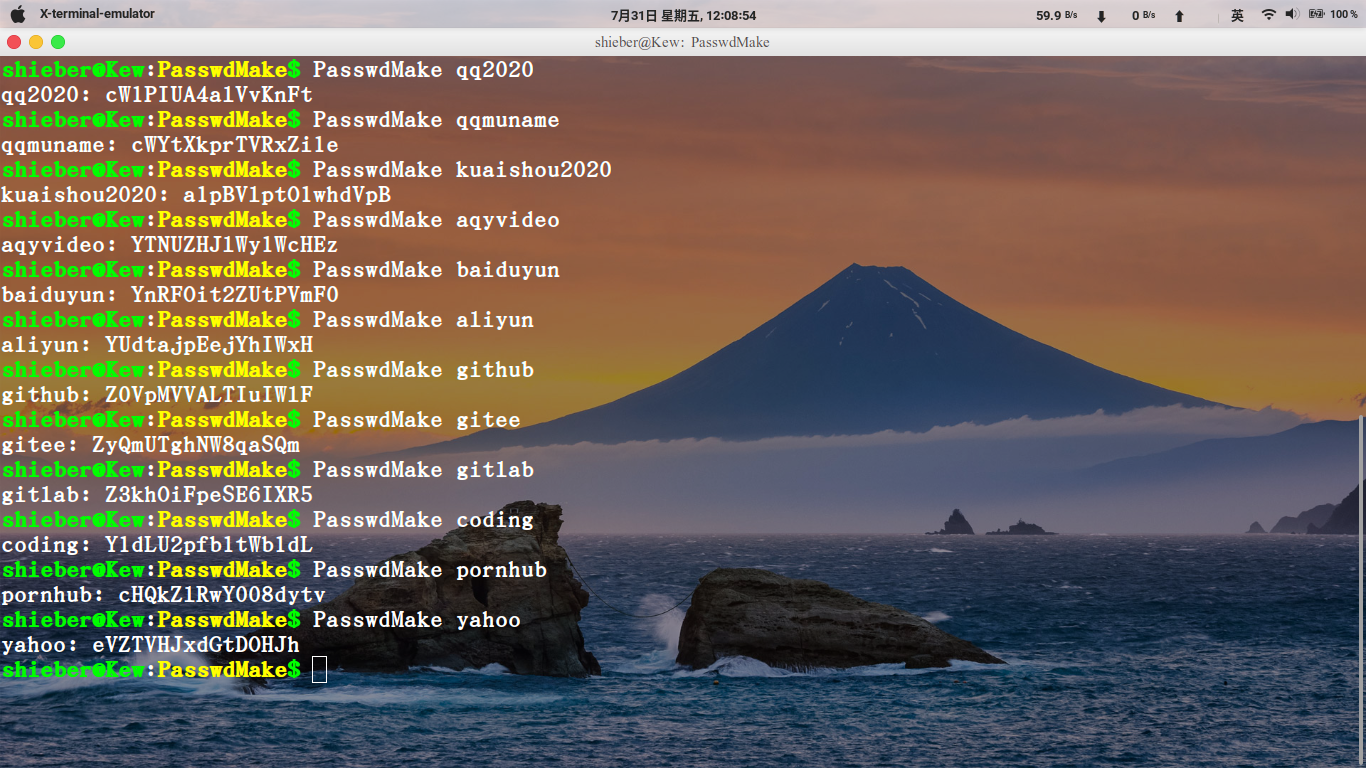 X-terminal-emulator 7月31日 星期五, 12:08:54 59.9 B/s 0 B/s 英 100 %
shieber@Kew: PasswdMake
shieber@Kew:PasswdMake$ PasswdMake qq2020
qq2020: cW1PIUA4a1VvKnFt
shieber@Kew:PasswdMake$ PasswdMake qqmuname
qqmuname: cWYtXkprTVRxZi1e
shieber@Kew:PasswdMake$ PasswdMake kuaishou2020
kuaishou2020: a1pBV1ptO1whdVpB
shieber@Kew:PasswdMake$ PasswdMake aqyvideo
aqyvideo: YTNUZHJ1Wy1WcHEz
shieber@Kew:PasswdMake$ PasswdMake baiduyun
baiduyun: YnRFOit2ZUtPVmF0
shieber@Kew:PasswdMake$ PasswdMake aliyun
aliyun: YUdtajpEejYhIWxH
shieber@Kew:PasswdMake$ PasswdMake github
github: Z0VpMVVALTIuIW1F
shieber@Kew:PasswdMake$ PasswdMake gitee
gitee: ZyQmUTghNW8qaSQm
shieber@Kew:PasswdMake$ PasswdMake gitlab
gitlab: Z3khOiFpeSE6IXR5
shieber@Kew:PasswdMake$ PasswdMake coding
coding: Y1dLU2pfb1tWb1dL
shieber@Kew:PasswdMake$ PasswdMake pornhub
pornhub: cHQkZlRwY008dytv
shieber@Kew:PasswdMake$ PasswdMake yahoo
yahoo: eVZTVHJxdGtDOHJh
shieber@Kew:PasswdMake$